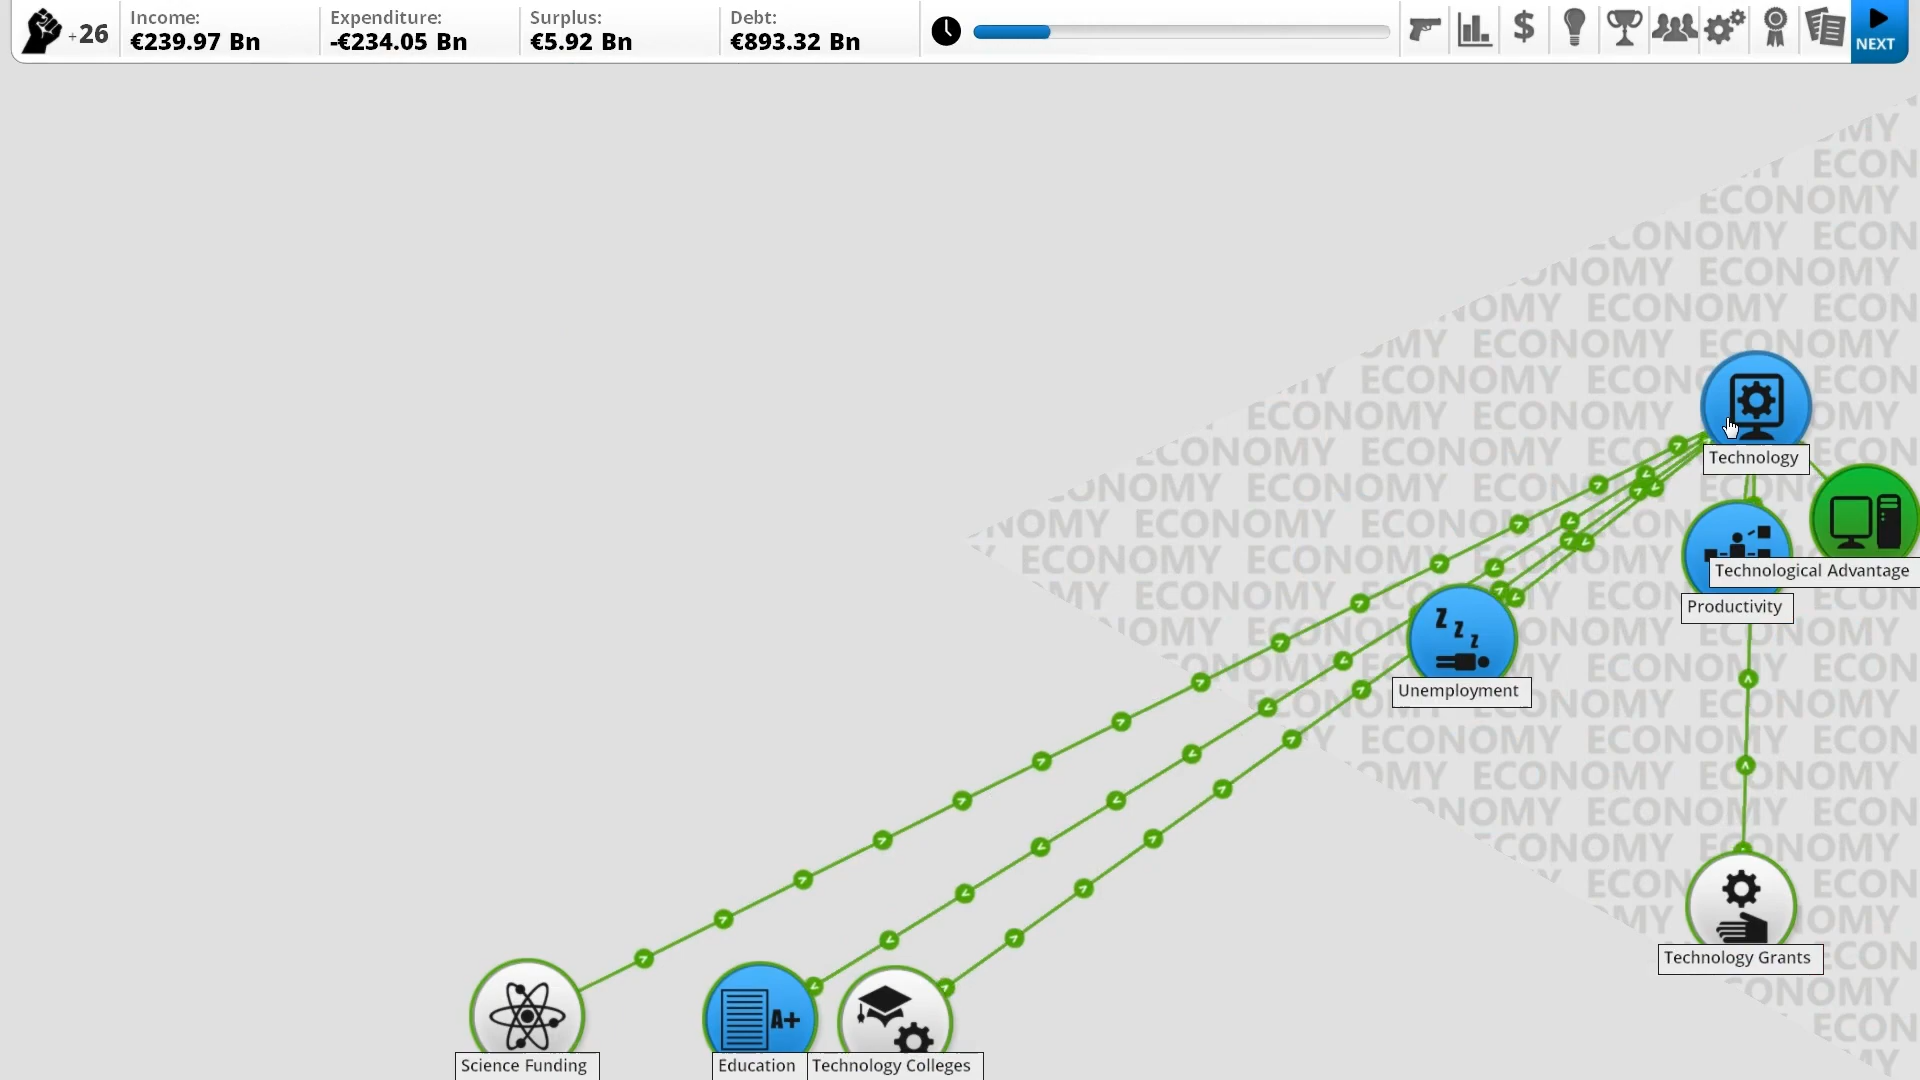 +26
Income:
€239.97 Bn
Expenditure:
-€234.05 Bn
Surplus:
€5.92 Bn
Debt:
€893.32 Bn
NEXT
ECONOMY
Technology
Technological Advantage
Productivity
z z z
Unemployment
Technology Grants
A+
Science Funding
Education
Technology Colleges